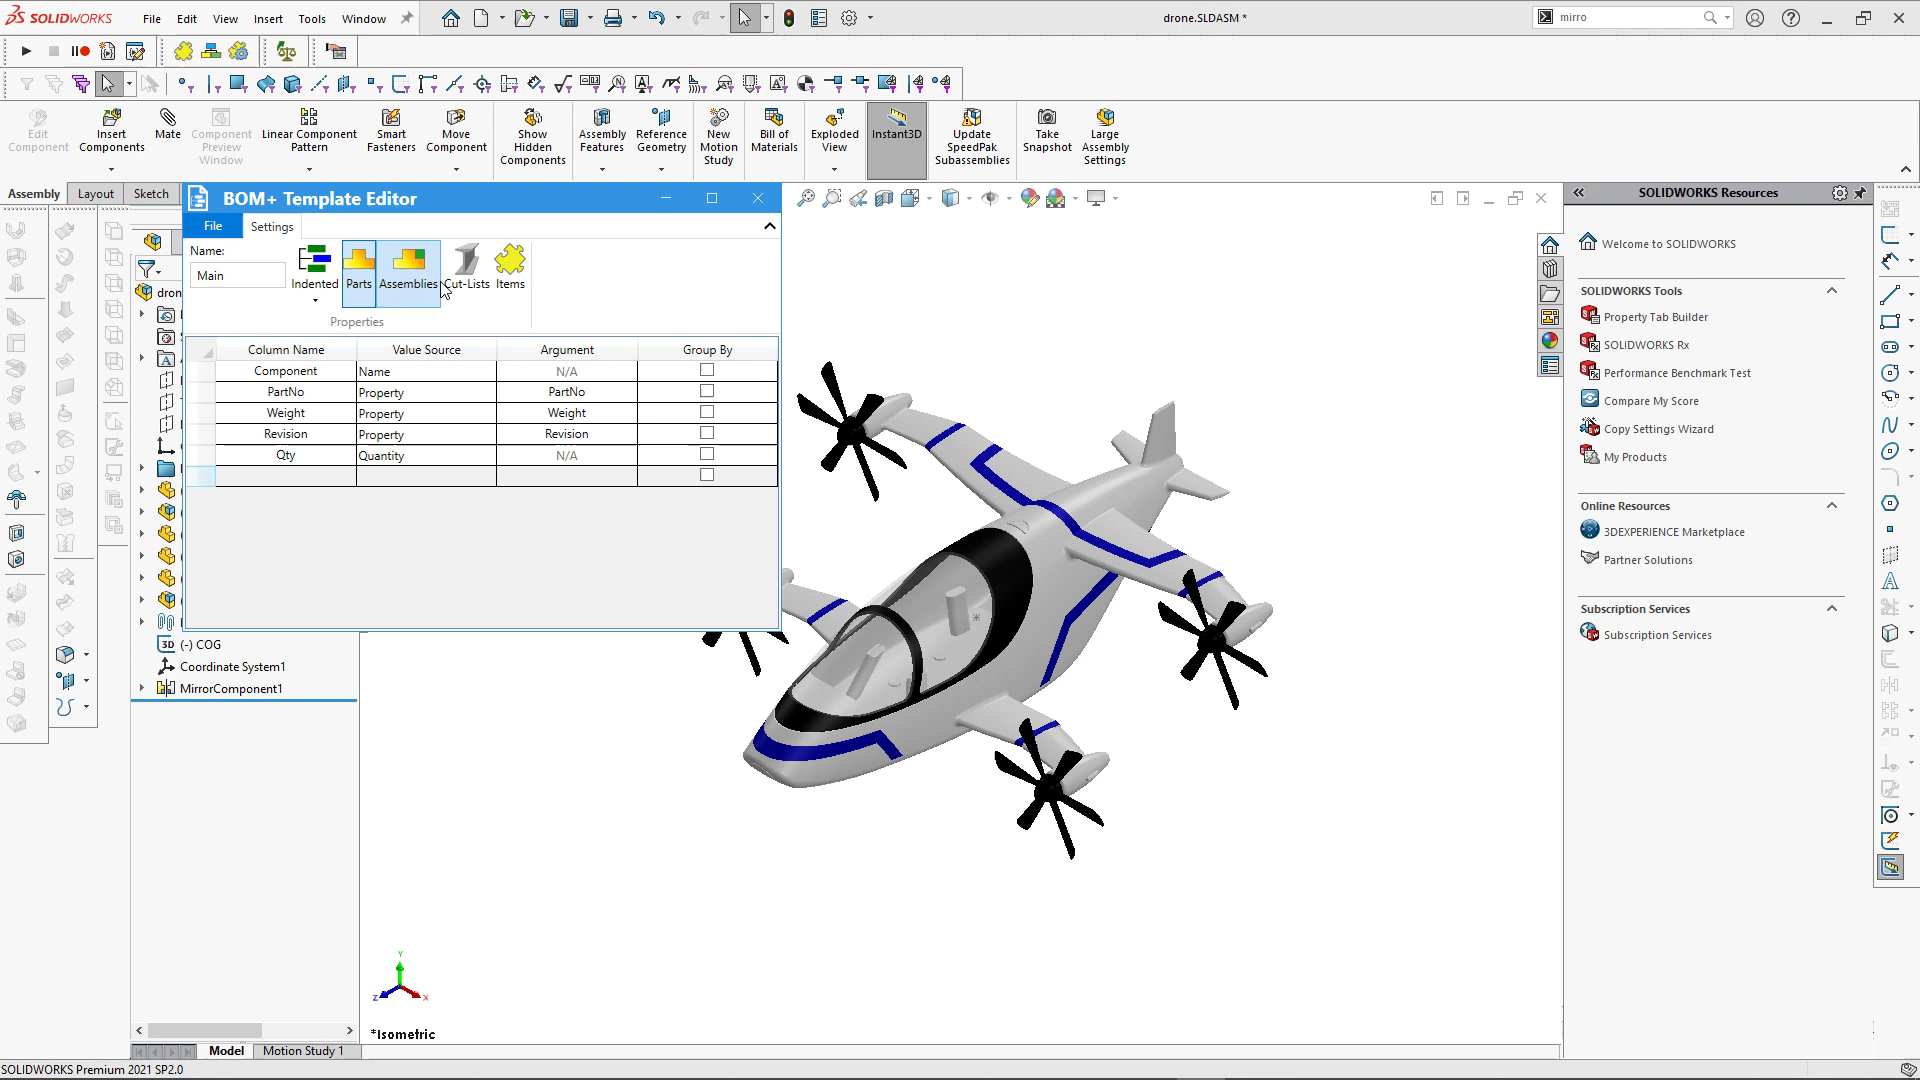 SOLIDWORKS File Edit View Insert Tools Window drone.SLDASM * mirro
Edit Component
Insert Components
Mate
Component Preview Window
Linear Component Pattern
Smart Fasteners
Move Component
Show Hidden Components
Assembly Features
Reference Geometry
New Motion Study
Bill of Materials
Exploded View
Instant3D
Update SpeedPak Subassemblies
Take Snapshot
Large Assembly Settings
Assembly Layout Sketch
BOM+ Template Editor
File Settings
Name:
Main
Indented Parts Assemblies Cut-Lists Items
Properties
Column Name Value Source Argument Group By
Component Name N/A
PartNo Property PartNo
Weight Property Weight
Revision Property Revision
Qty Quantity N/A
dron
3D (-) COG
Coordinate System1
MirrorComponent1
Y
Z X
*Isometric
SOLIDWORKS Resources
Welcome to SOLIDWORKS
SOLIDWORKS Tools
Property Tab Builder
SOLIDWORKS Rx
Performance Benchmark Test
Compare My Score
Copy Settings Wizard
My Products
Online Resources
3DEXPERIENCE Marketplace
Partner Solutions
Subscription Services
Subscription Services
Model Motion Study 1
SOLIDWORKS Premium 2021 SP2.0